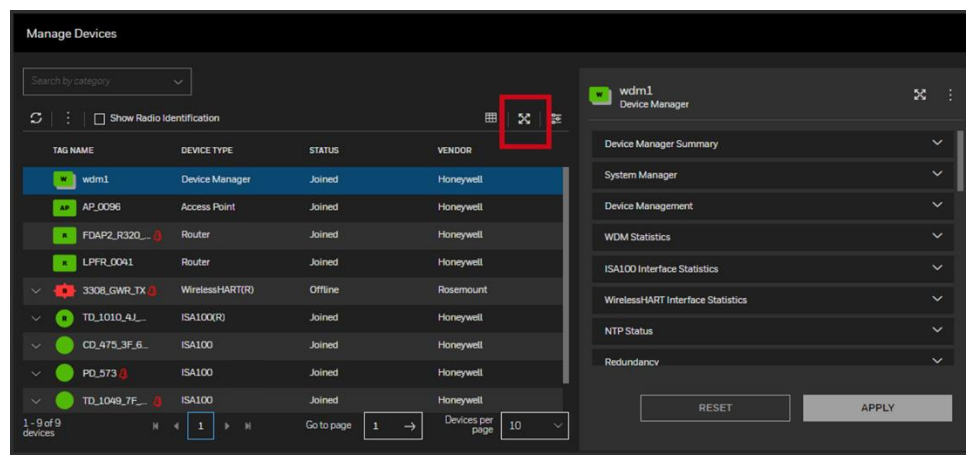 Manage Devices
Search by category
Show Radio Identification
TAG NAME DEVICE TYPE STATUS VENDOR
W wdm1 Device Manager Joined Honeywell
AP AP_0096 Access Point Joined Honeywell
R FDAP2_R320_... Router Joined Honeywell
R LPFR_0041 Router Joined Honeywell
3308_GWR_TX WirelessHART(R) Offline Rosemount
R TD_1010_4J_... ISA100(R) Joined Honeywell
CD_475_3F_6... ISA100 Joined Honeywell
PD_573 ISA100 Joined Honeywell
TD_1049_7F_... ISA100 Joined Honeywell
1 - 9 of 9 devices 1 Go to page 1 Devices per page 10
W wdm1
Device Manager
Device Manager Summary
System Manager
Device Management
WDM Statistics
ISA100 Interface Statistics
WirelessHART Interface Statistics
NTP Status
Redundancy
RESET APPLY